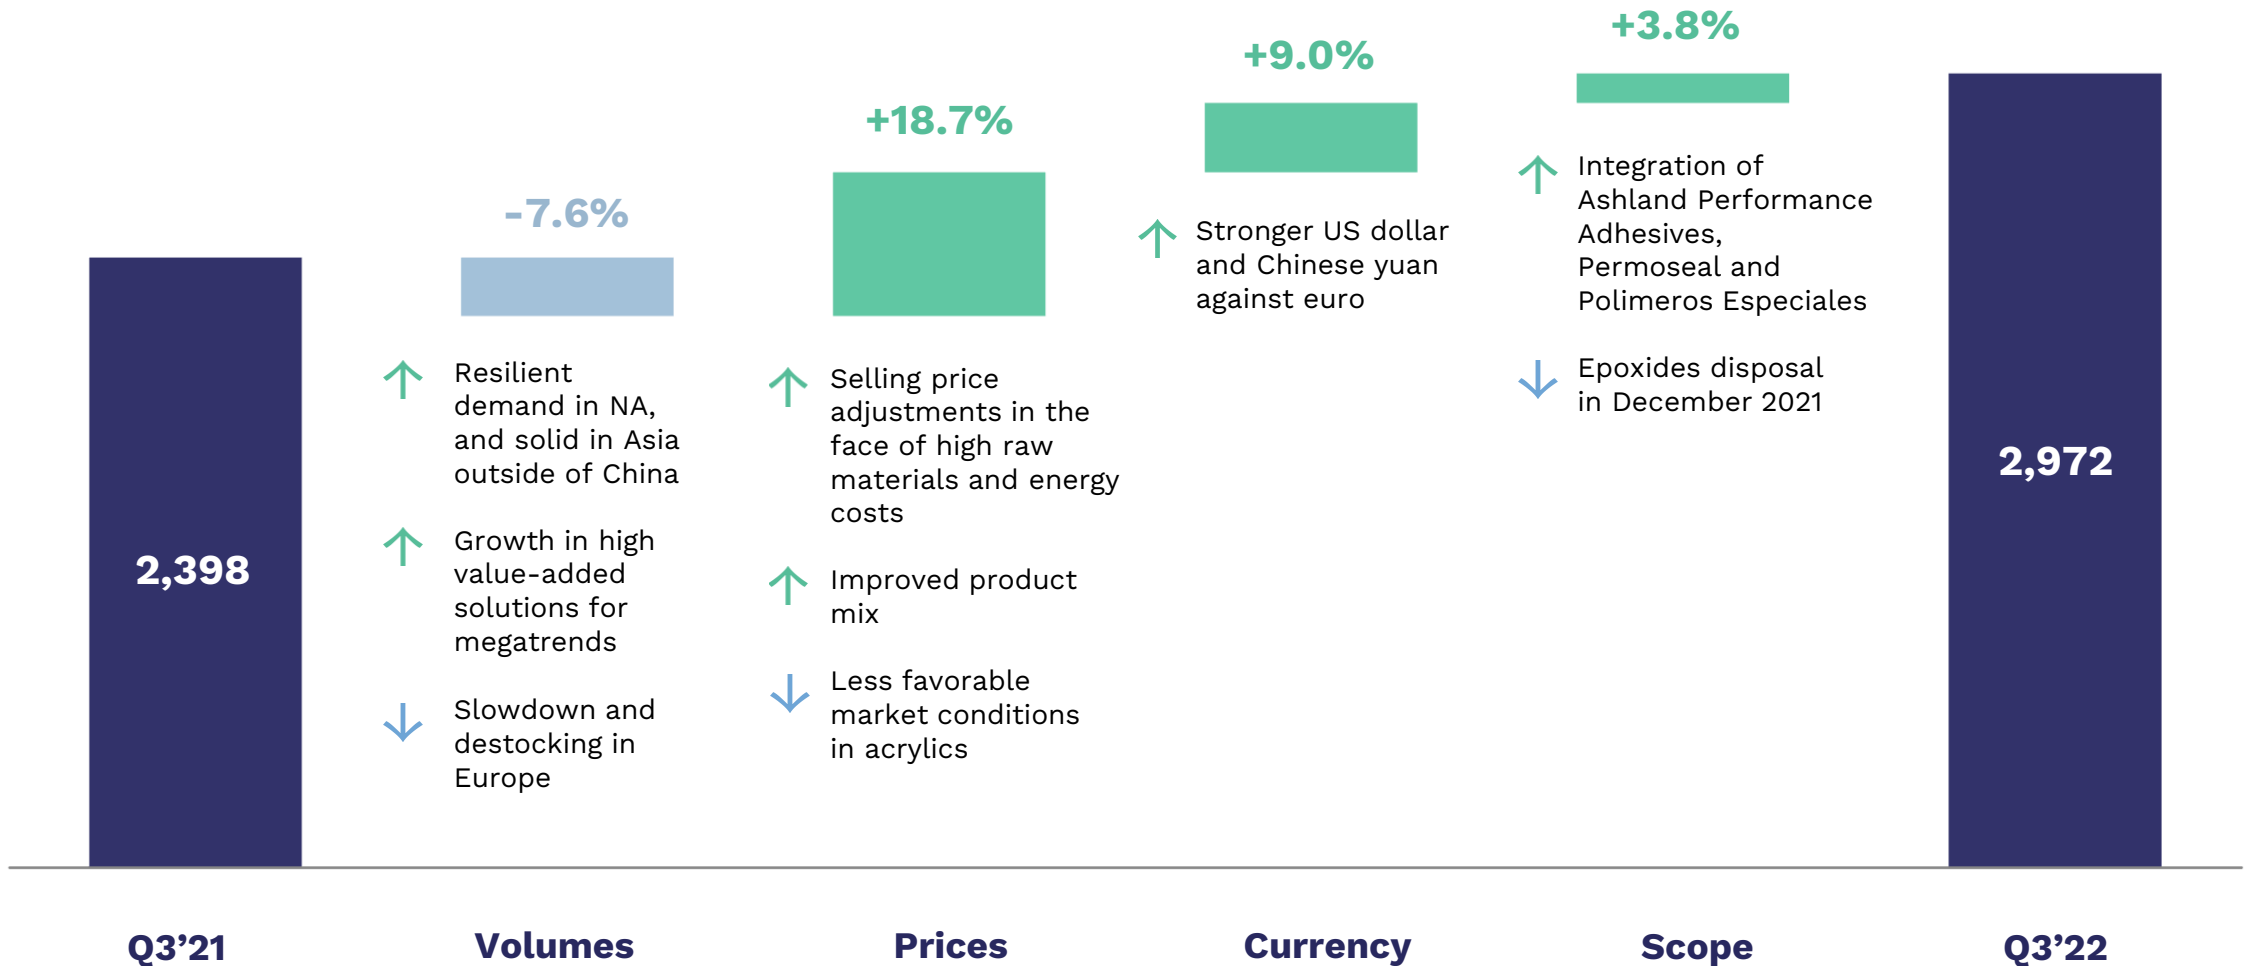 2,398
-7.6%
Resilient
demand in NA,
and solid in Asia
outside of China
Growth in high
value-added
solutions for
megatrends
Slowdown and
destocking in
Europe
+18.7%
Selling price
adjustments in the
face of high raw
materials and energy
costs
Improved product
mix
Less favorable
market conditions
in acrylics
+9.0%
Stronger US dollar
and Chinese yuan
against euro
+3.8%
Integration of
Ashland Performance
Adhesives,
Permoseal and
Polimeros Especiales
Epoxides disposal
in December 2021
2,972
Q3’21
Volumes
Prices
Currency
Scope
Q3’22